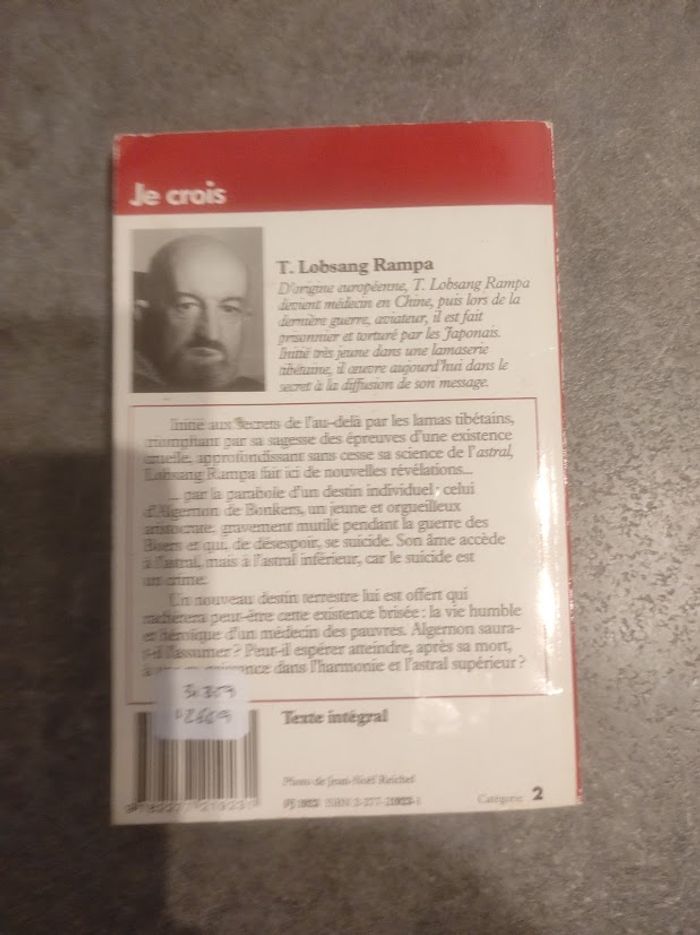 Je crois
T. Lobsang Rampa
D'origine européenne, T. Lobsang Rampa
devient médecin en Chine, puis lors de la
dernière guerre, aviateur, il est fait
prisonnier et torturé par les Japonais.
Initié très jeune dans une lamaserie
tibétaine, il œuvre aujourd'hui dans le
secret à la diffusion de son message.
Initié aux secrets de l'au-delà par les lamas tibétains,
triomphant par sa sagesse des épreuves d'une existence
cruelle, approfondissant sans cesse sa science de l'astral,
Lobsang Rampa fait ici de nouvelles révélations...
... par la parabole d'un destin individuel : celui
d'Algernon de Bonkers, un jeune et orgueilleux
aristocrate, gravement mutilé pendant la guerre des
Boers et qui, de désespoir, se suicide. Son âme accède
à l'astral, mais à l'astral inférieur, car le suicide est
un crime.
Un nouveau destin terrestre lui est offert qui
rachètera peut-être cette existence brisée : la vie humble
et héroïque d'un médecin des pauvres. Algernon saura-
t-il l'assumer ? Peut-il espérer atteindre, après sa mort,
à dans l'harmonie et l'astral supérieur ?
Texte intégral
Photo de Jean-Noël Reichel
ISBN 2-277-21923-1
Catégorie 2